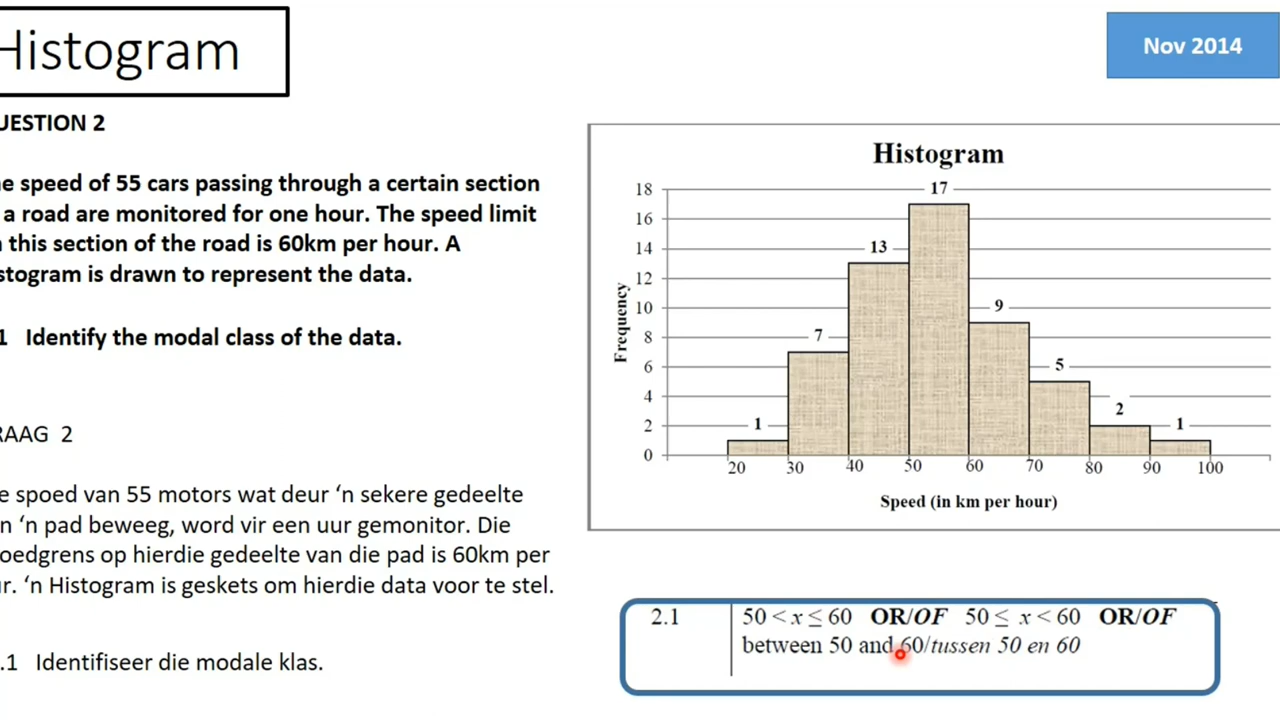 Histogram
Nov 2014
UESTION 2
e speed of 55 cars passing through a certain section
a road are monitored for one hour. The speed limit
this section of the road is 60km per hour. A
stogram is drawn to represent the data.
1 Identify the modal class of the data.
RAAG 2
e spoed van 55 motors wat deur ‘n sekere gedeelte
n ‘n pad beweeg, word vir een uur gemonitor. Die
oedgrens op hierdie gedeelte van die pad is 60km per
r. ‘n Histogram is geskets om hierdie data voor te stel.
.1 Identifiseer die modale klas.
Histogram
Frequency
18
16
14
12
10
8
6
4
2
0
1
7
13
17
9
5
2
1
20 30 40 50 60 70 80 90 100
Speed (in km per hour)
2.1 50 < x ≤ 60 OR/OF 50 ≤ x < 60 OR/OF
between 50 and 60/tussen 50 en 60